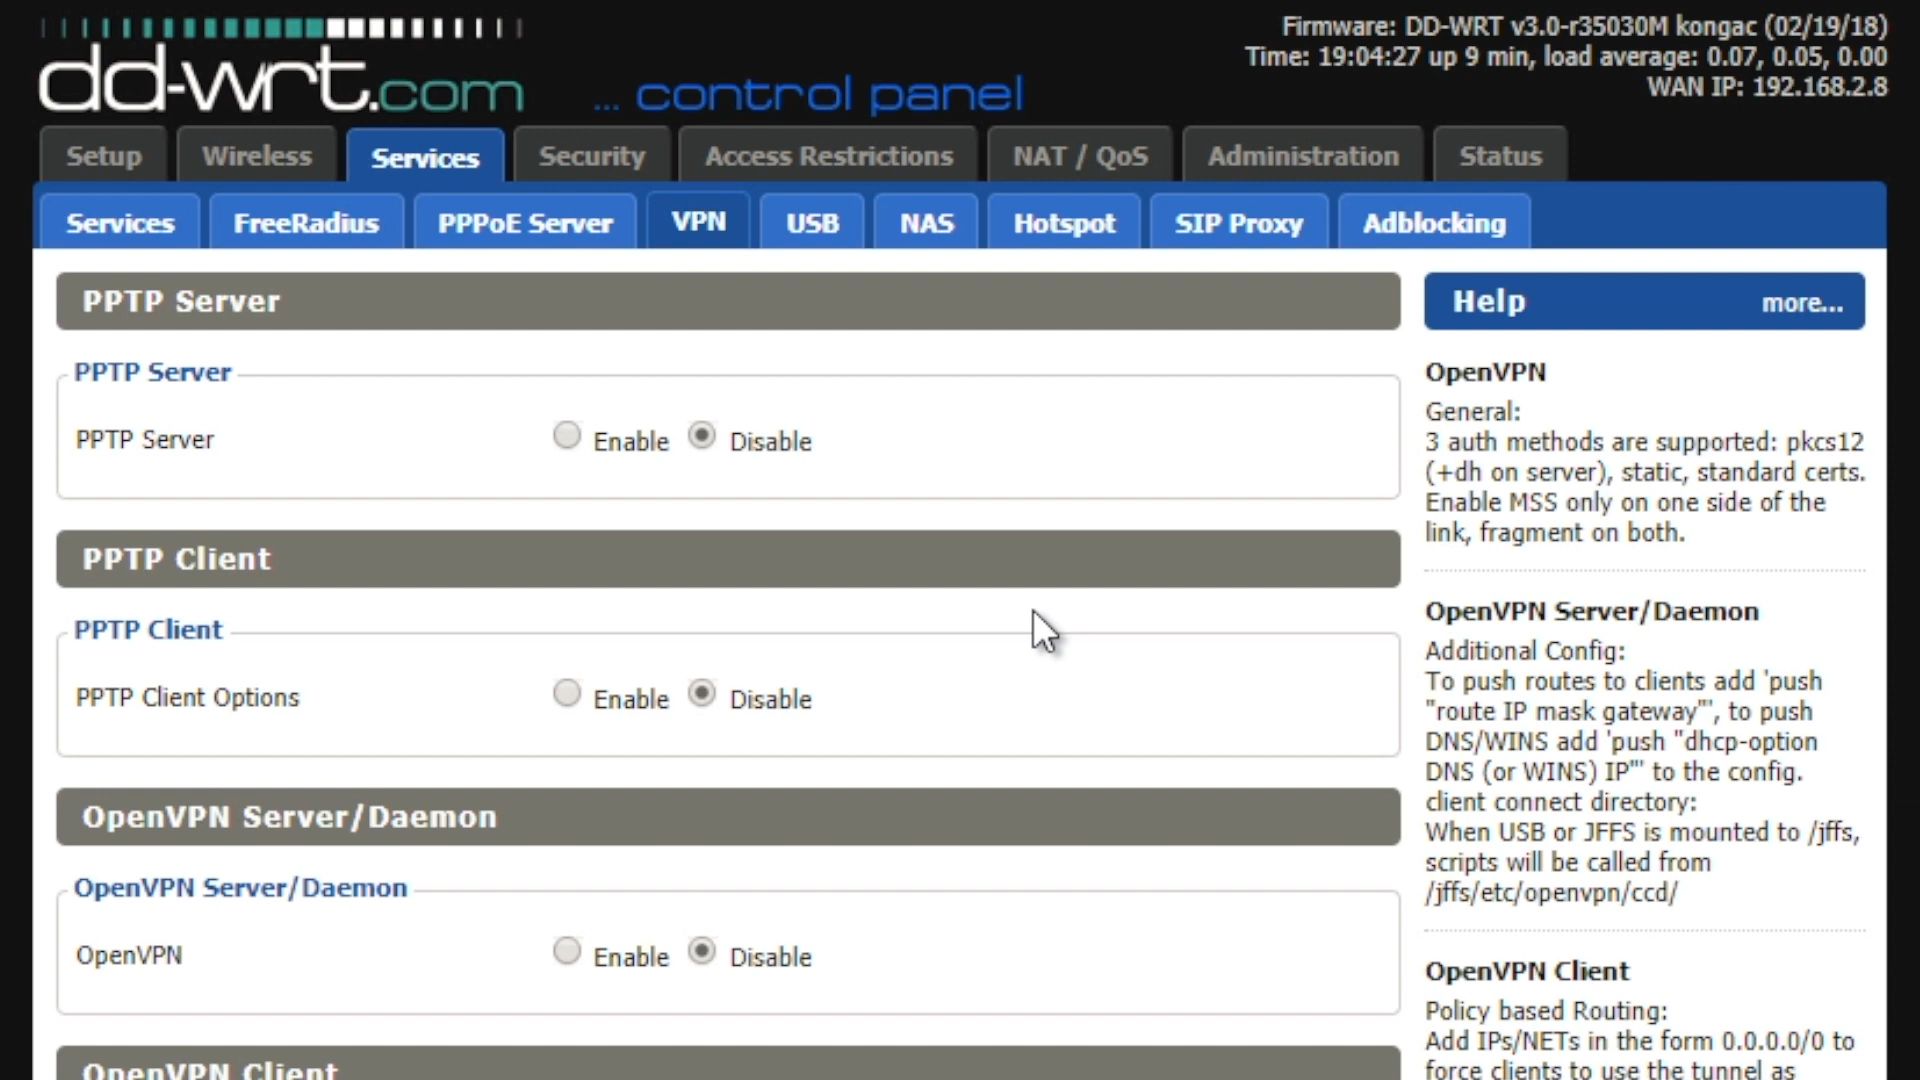 dd-wrt.com ... control panel
Firmware: DD-WRT v3.0-r35030M kongac (02/19/18)
Time: 19:04:27 up 9 min, load average: 0.07, 0.05, 0.00
WAN IP: 192.168.2.8
Setup Wireless Services Security Access Restrictions NAT / QoS Administration Status
Services FreeRadius PPPoE Server VPN USB NAS Hotspot SIP Proxy Adblocking
PPTP Server
PPTP Server
PPTP Server Enable Disable
PPTP Client
PPTP Client
PPTP Client Options Enable Disable
OpenVPN Server/Daemon
OpenVPN Server/Daemon
OpenVPN Enable Disable
OpenVPN Client
Help more...
OpenVPN
General:
3 auth methods are supported: pkcs12
(+dh on server), static, standard certs.
Enable MSS only on one side of the
link, fragment on both.
OpenVPN Server/Daemon
Additional Config:
To push routes to clients add 'push
"route IP mask gateway"', to push
DNS/WINS add 'push "dhcp-option
DNS (or WINS) IP"' to the config.
client connect directory:
When USB or JFFS is mounted to /jffs,
scripts will be called from
/jffs/etc/openvpn/ccd/
OpenVPN Client
Policy based Routing:
Add IPs/NETs in the form 0.0.0.0/0 to
force clients to use the tunnel as